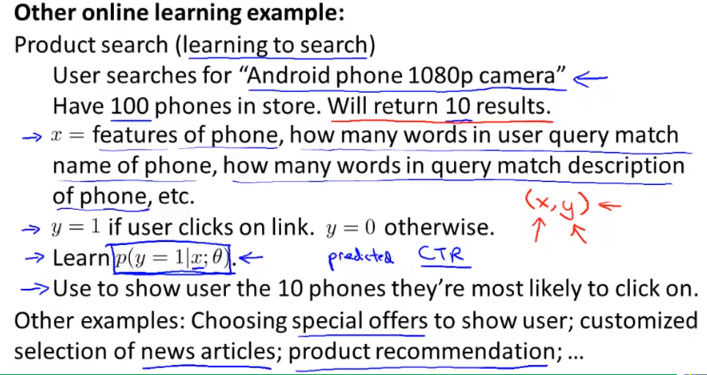 Other online learning example:
Product search (learning to search)
User searches for “Android phone 1080p camera”
Have 100 phones in store. Will return 10 results.
x = features of phone, how many words in user query match
name of phone, how many words in query match description
of phone, etc.
(x, y)
y = 1 if user clicks on link. y = 0 otherwise.
Learn p(y = 1|x; θ). predicted CTR
Use to show user the 10 phones they’re most likely to click on.
Other examples: Choosing special offers to show user; customized
selection of news articles; product recommendation; ...